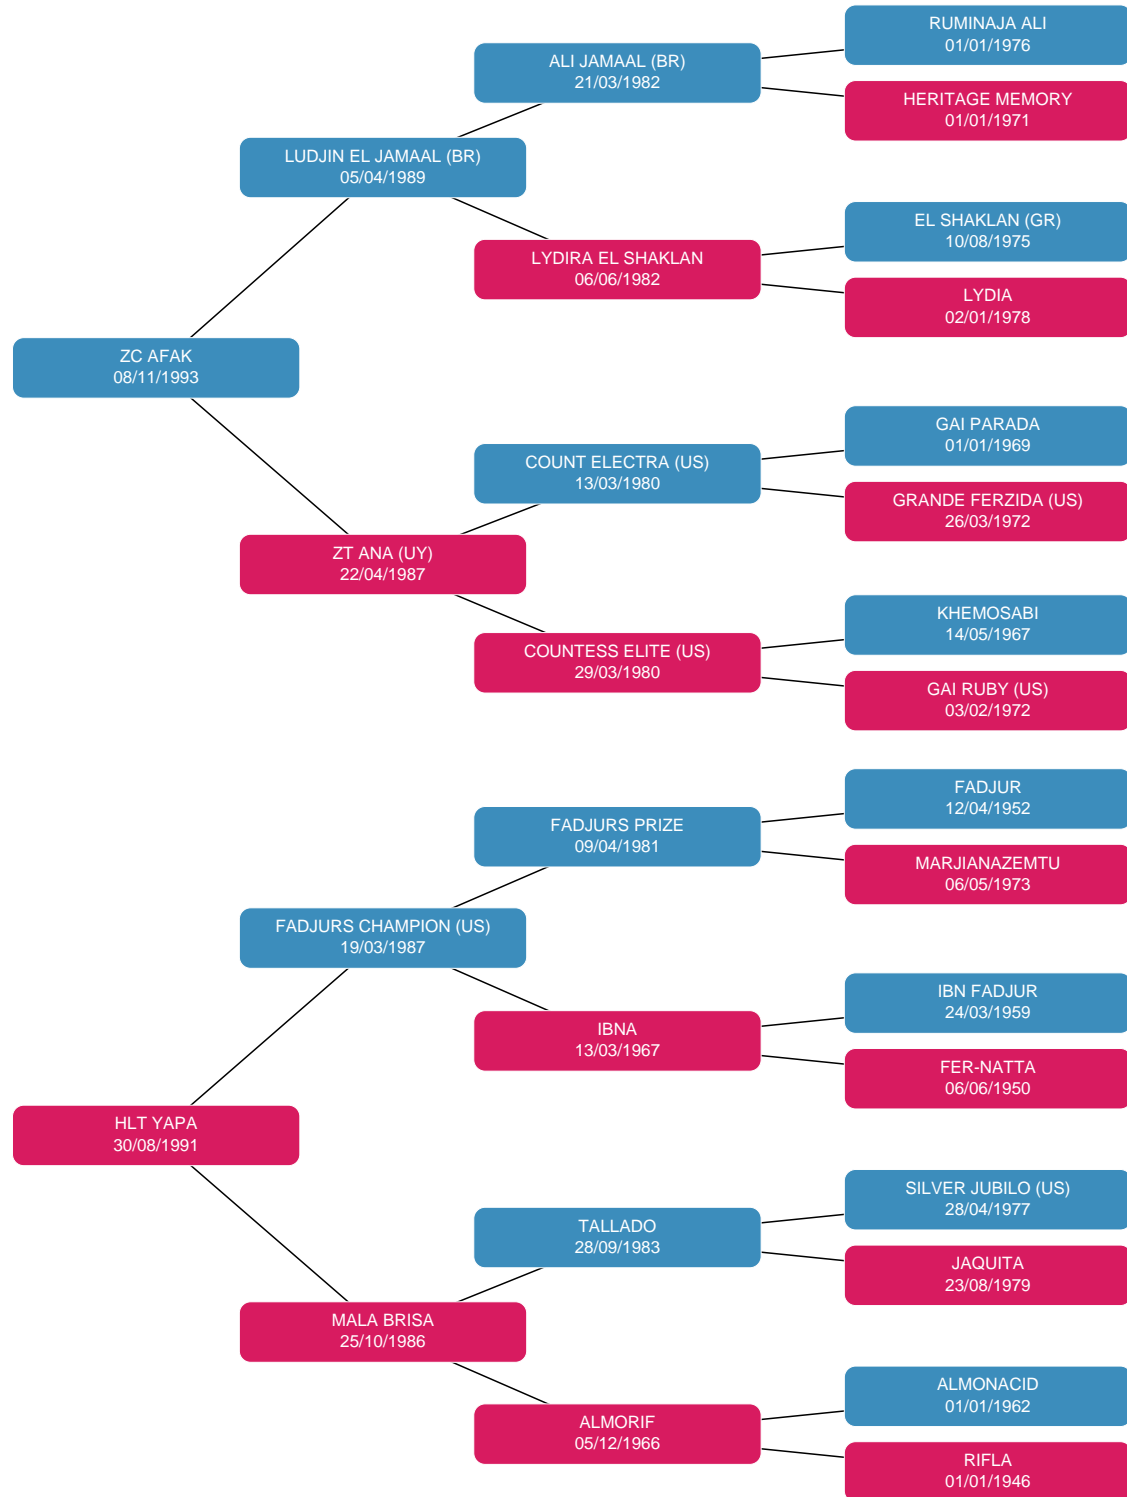 RUMINAJA ALI
01/01/1976
ALI JAMAAL (BR)
21/03/1982
HERITAGE MEMORY
01/01/1971
LUDJIN EL JAMAAL (BR)
05/04/1989
EL SHAKLAN (GR)
10/08/1975
LYDIRA EL SHAKLAN
06/06/1982
LYDIA
02/01/1978
ZC AFAK
08/11/1993
GAI PARADA
01/01/1969
COUNT ELECTRA (US)
13/03/1980
GRANDE FERZIDA (US)
26/03/1972
ZT ANA (UY)
22/04/1987
KHEMOSABI
14/05/1967
COUNTESS ELITE (US)
29/03/1980
GAI RUBY (US)
03/02/1972
FADJUR
12/04/1952
FADJURS PRIZE
09/04/1981
MARJIANAZEMTU
06/05/1973
FADJURS CHAMPION (US)
19/03/1987
IBN FADJUR
24/03/1959
IBNA
13/03/1967
FER-NATTA
06/06/1950
HLT YAPA
30/08/1991
SILVER JUBILO (US)
28/04/1977
TALLADO
28/09/1983
JAQUITA
23/08/1979
MALA BRISA
25/10/1986
ALMONACID
01/01/1962
ALMORIF
05/12/1966
RIFLA
01/01/1946